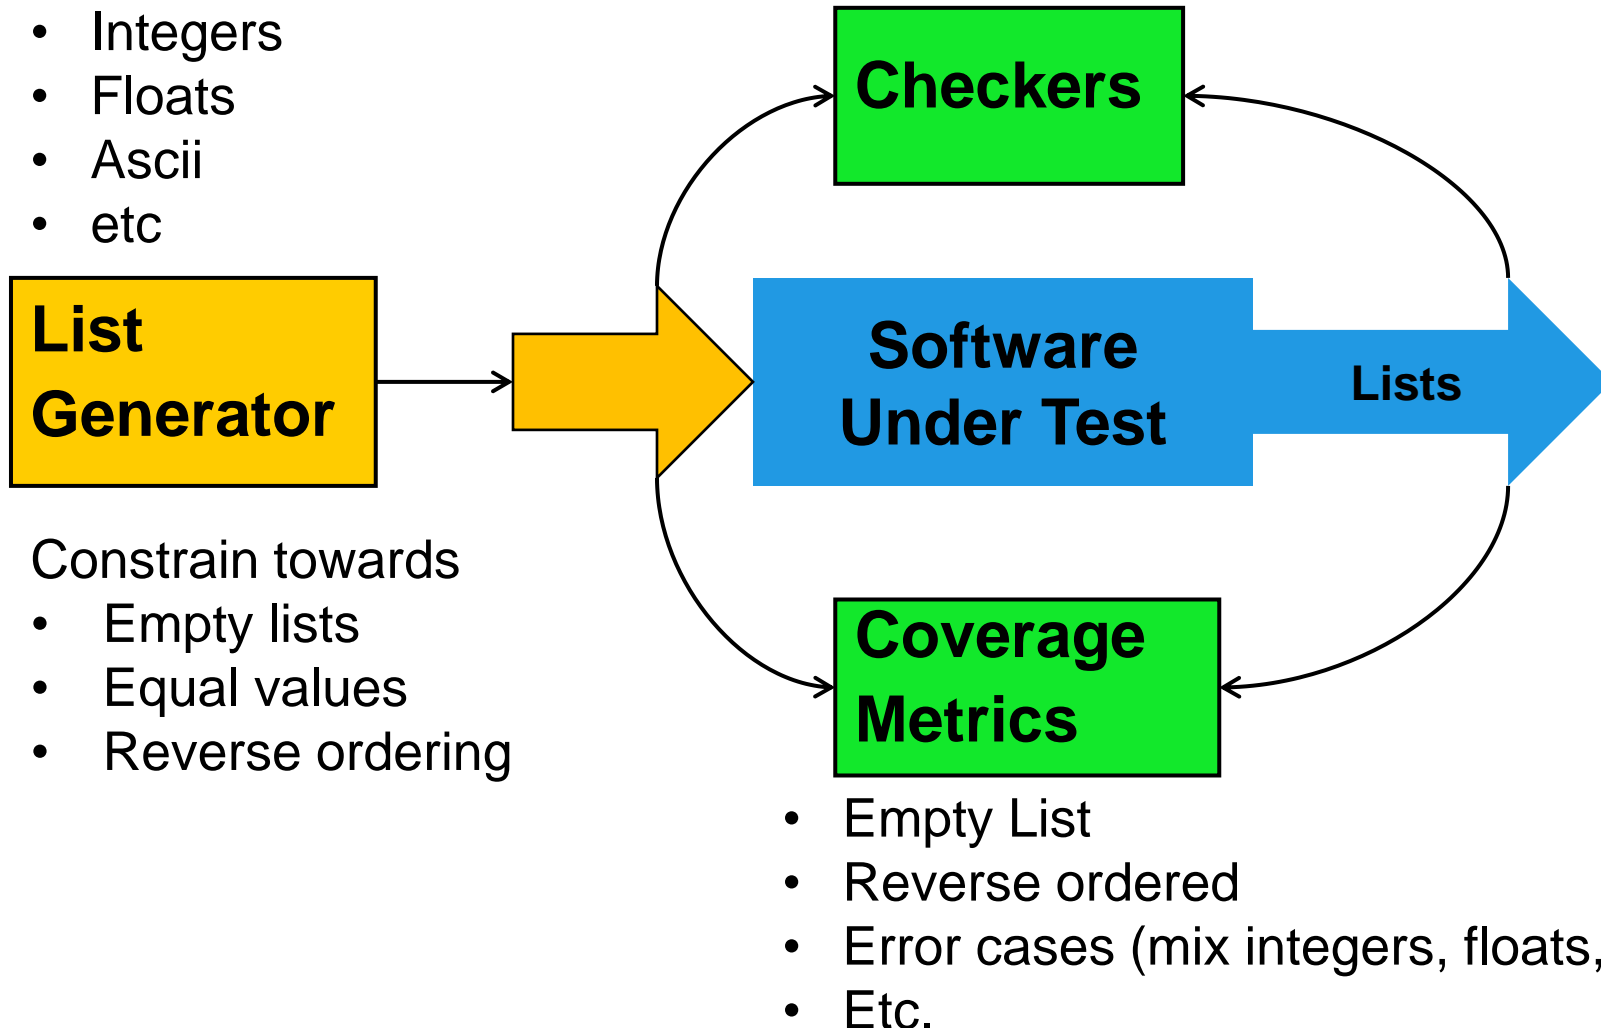 • Integers
• Floats
• Ascii
• etc
Checkers
List
Generator
Software
Under Test
Lists
Constrain towards
• Empty lists
• Equal values
• Reverse ordering
Coverage
Metrics
• Empty List
• Reverse ordered
• Error cases (mix integers, floats,
• Etc.